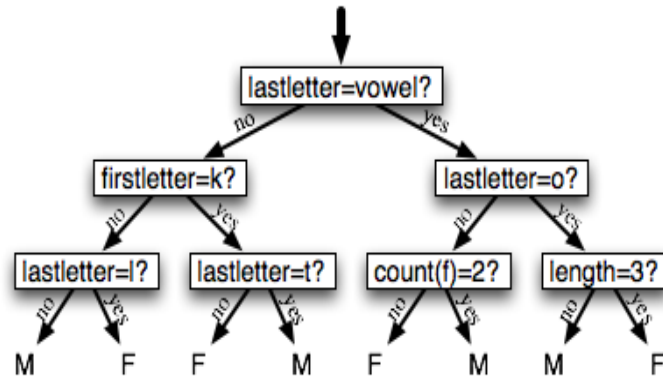 lastletter=vowel?
no yes
firstletter=k? lastletter=o?
no yes no yes
lastletter=l? lastletter=t? count(f)=2? length=3?
no yes no yes no yes no yes
M F F M F M M F